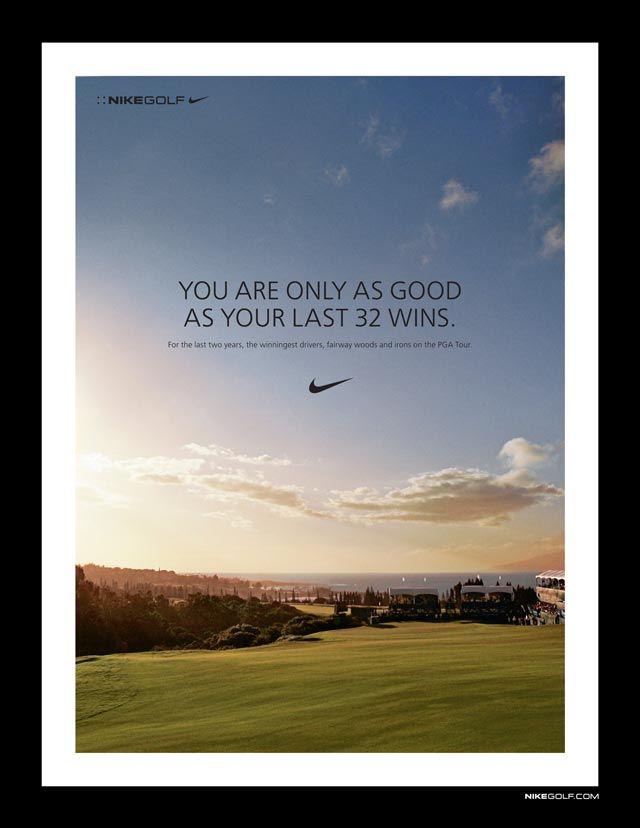 NIKEGOLF
YOU ARE ONLY AS GOOD
AS YOUR LAST 32 WINS.
For the last two years, the winningest drivers, fairway woods and irons on the PGA Tour.
NIKEGOLF.COM